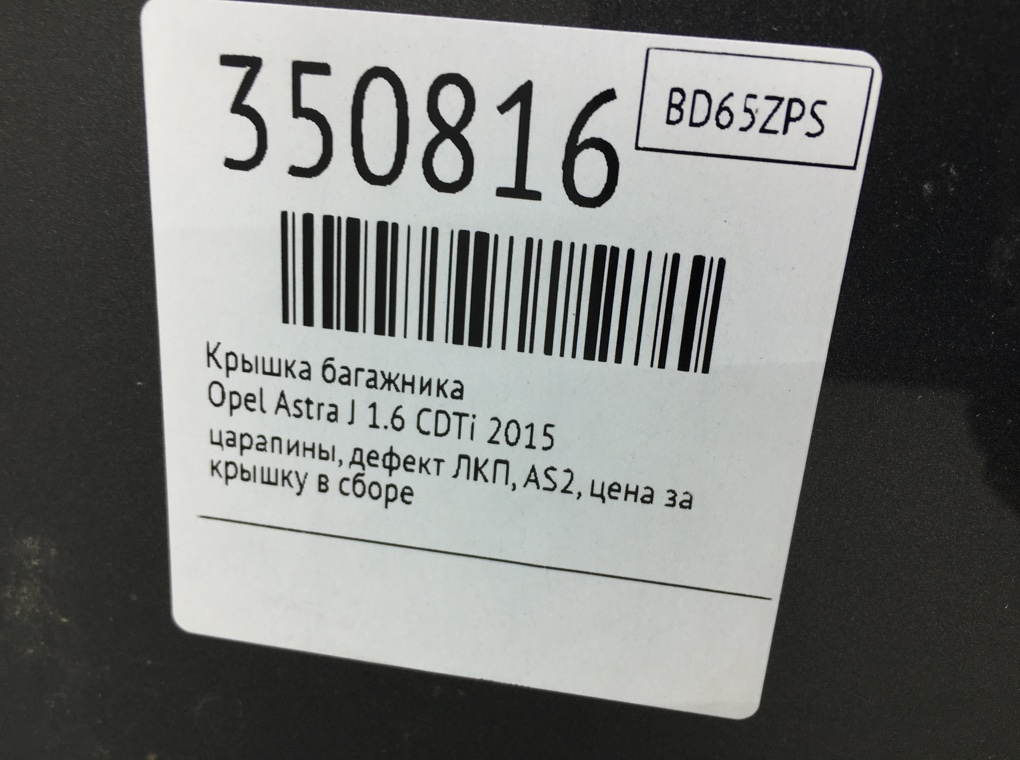 350816
BD65ZPS
Крышка багажника
Opel Astra J 1.6 CDTi 2015
царапины, дефект ЛКП, AS2, цена за
крышку в сборе